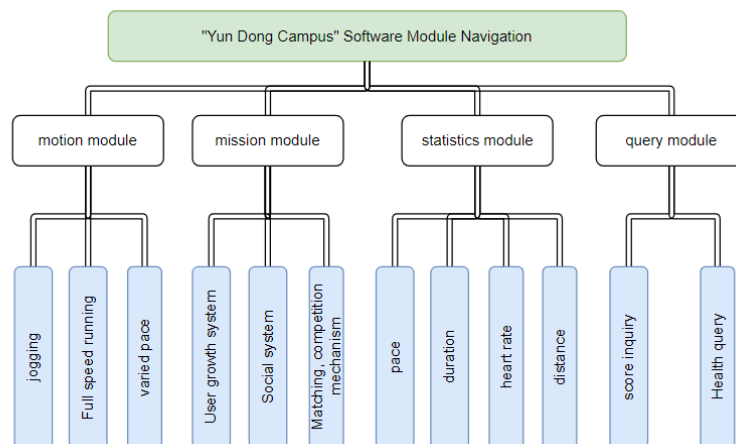 "Yun Dong Campus" Software Module Navigation
motion module
mission module
statistics module
query module
jogging
Full speed running
varied pace
User growth system
Social system
Matching, competition
mechanism
pace
duration
heart rate
distance
score inquiry
Health query